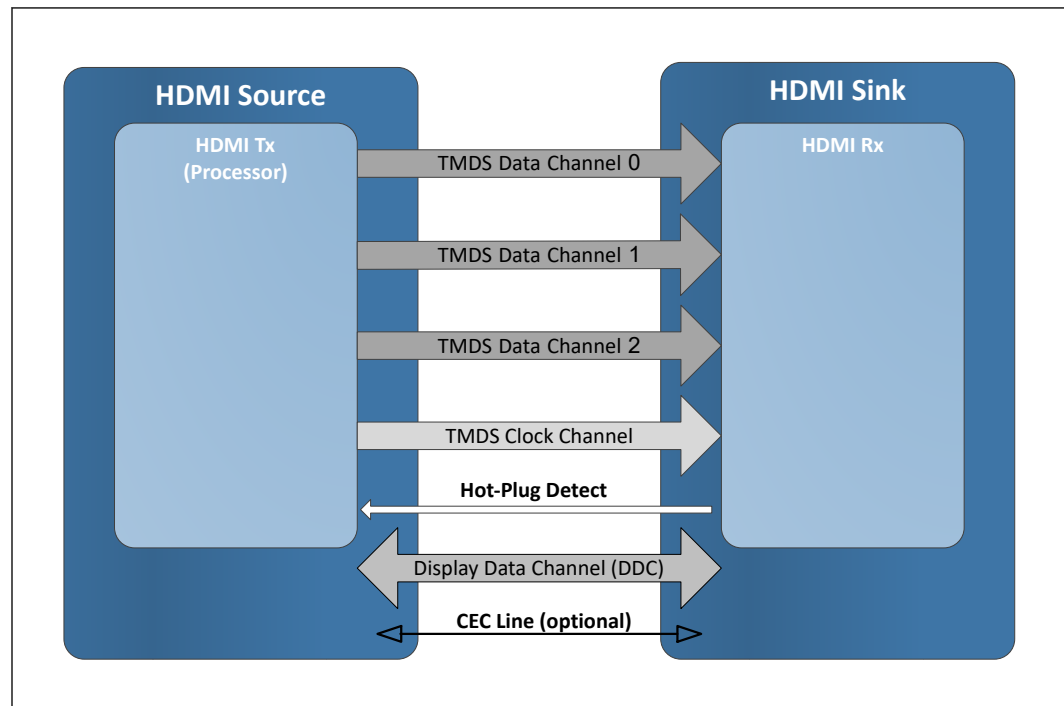 HDMI Source
HDMI Sink
HDMI Tx
(Processor)
HDMI Rx
TMDS Data Channel 0
TMDS Data Channel 1
TMDS Data Channel 2
TMDS Clock Channel
Hot-Plug Detect
Display Data Channel (DDC)
CEC Line (optional)